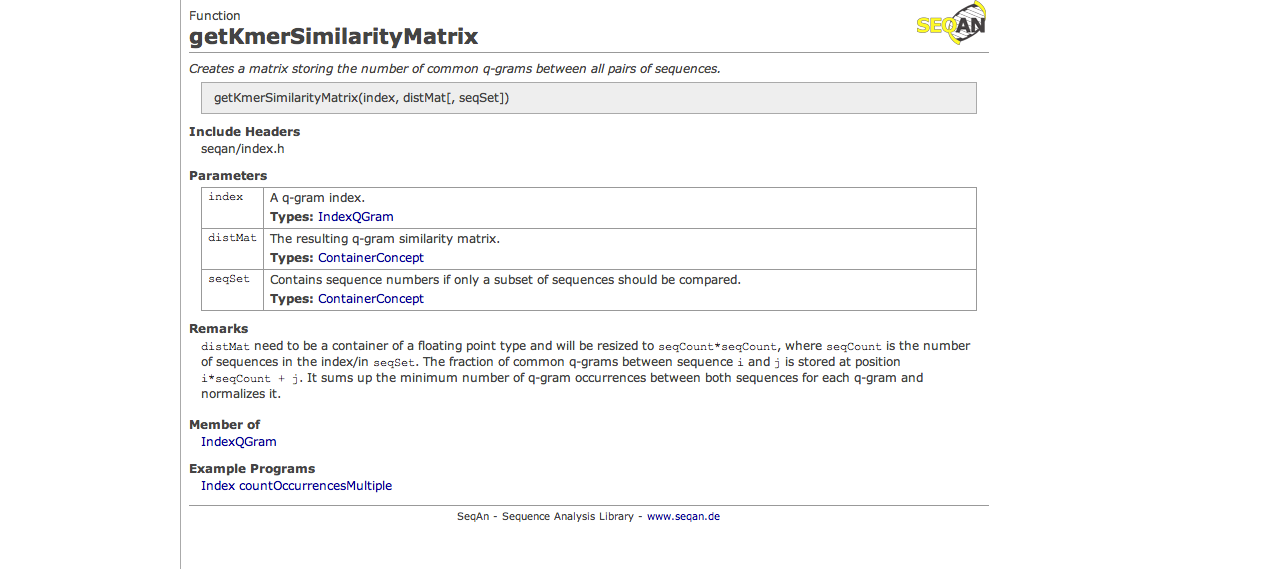 Function
SEQAN
getKmerSimilarityMatrix
Creates a matrix storing the number of common q-grams between all pairs of sequences.
getKmerSimilarityMatrix(index, distMat[, seqSet])
Include Headers
seqan/index.h
Parameters
index A q-gram index.
Types: IndexQGram
distMat The resulting q-gram similarity matrix.
Types: ContainerConcept
seqSet Contains sequence numbers if only a subset of sequences should be compared.
Types: ContainerConcept
Remarks
distMat need to be a container of a floating point type and will be resized to seqCount*seqCount, where seqCount is the number
of sequences in the index/in seqSet. The fraction of common q-grams between sequence i and j is stored at position
i*seqCount + j. It sums up the minimum number of q-gram occurrences between both sequences for each q-gram and
normalizes it.
Member of
IndexQGram
Example Programs
Index countOccurrencesMultiple
SeqAn - Sequence Analysis Library - www.seqan.de